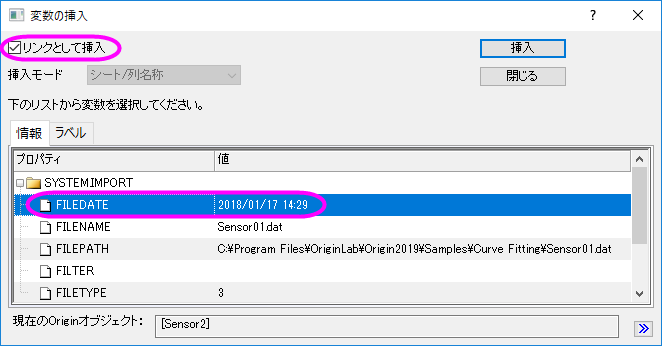 変数の挿入
? ×
リンクとして挿入
挿入
挿入モード シート/列名称
閉じる
下のリストから変数を選択してください。
情報 ラベル
プロパティ 値
SYSTEM.IMPORT
FILEDATE 2018/01/17 14:29
FILENAME Sensor01.dat
FILEPATH C:¥Program Files¥OriginLab¥Origin2019¥Samples¥Curve Fitting¥Sensor01.dat
FILTER
FILETYPE 3
現在のOriginオブジェクト: [Sensor2]